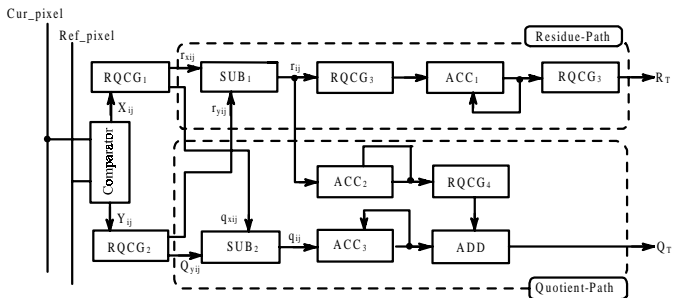 Cur_pixel
Ref_pixel
Residue-Path
RQCG1
rxij
SUB1
rij
RQCG3
ACC1
RQCG3
RT
Xij
ryij
Comparator
ACC2
RQCG4
Yij
qxij
RQCG2
Qyij
SUB2
qij
ACC3
ADD
QT
Quotient-Path